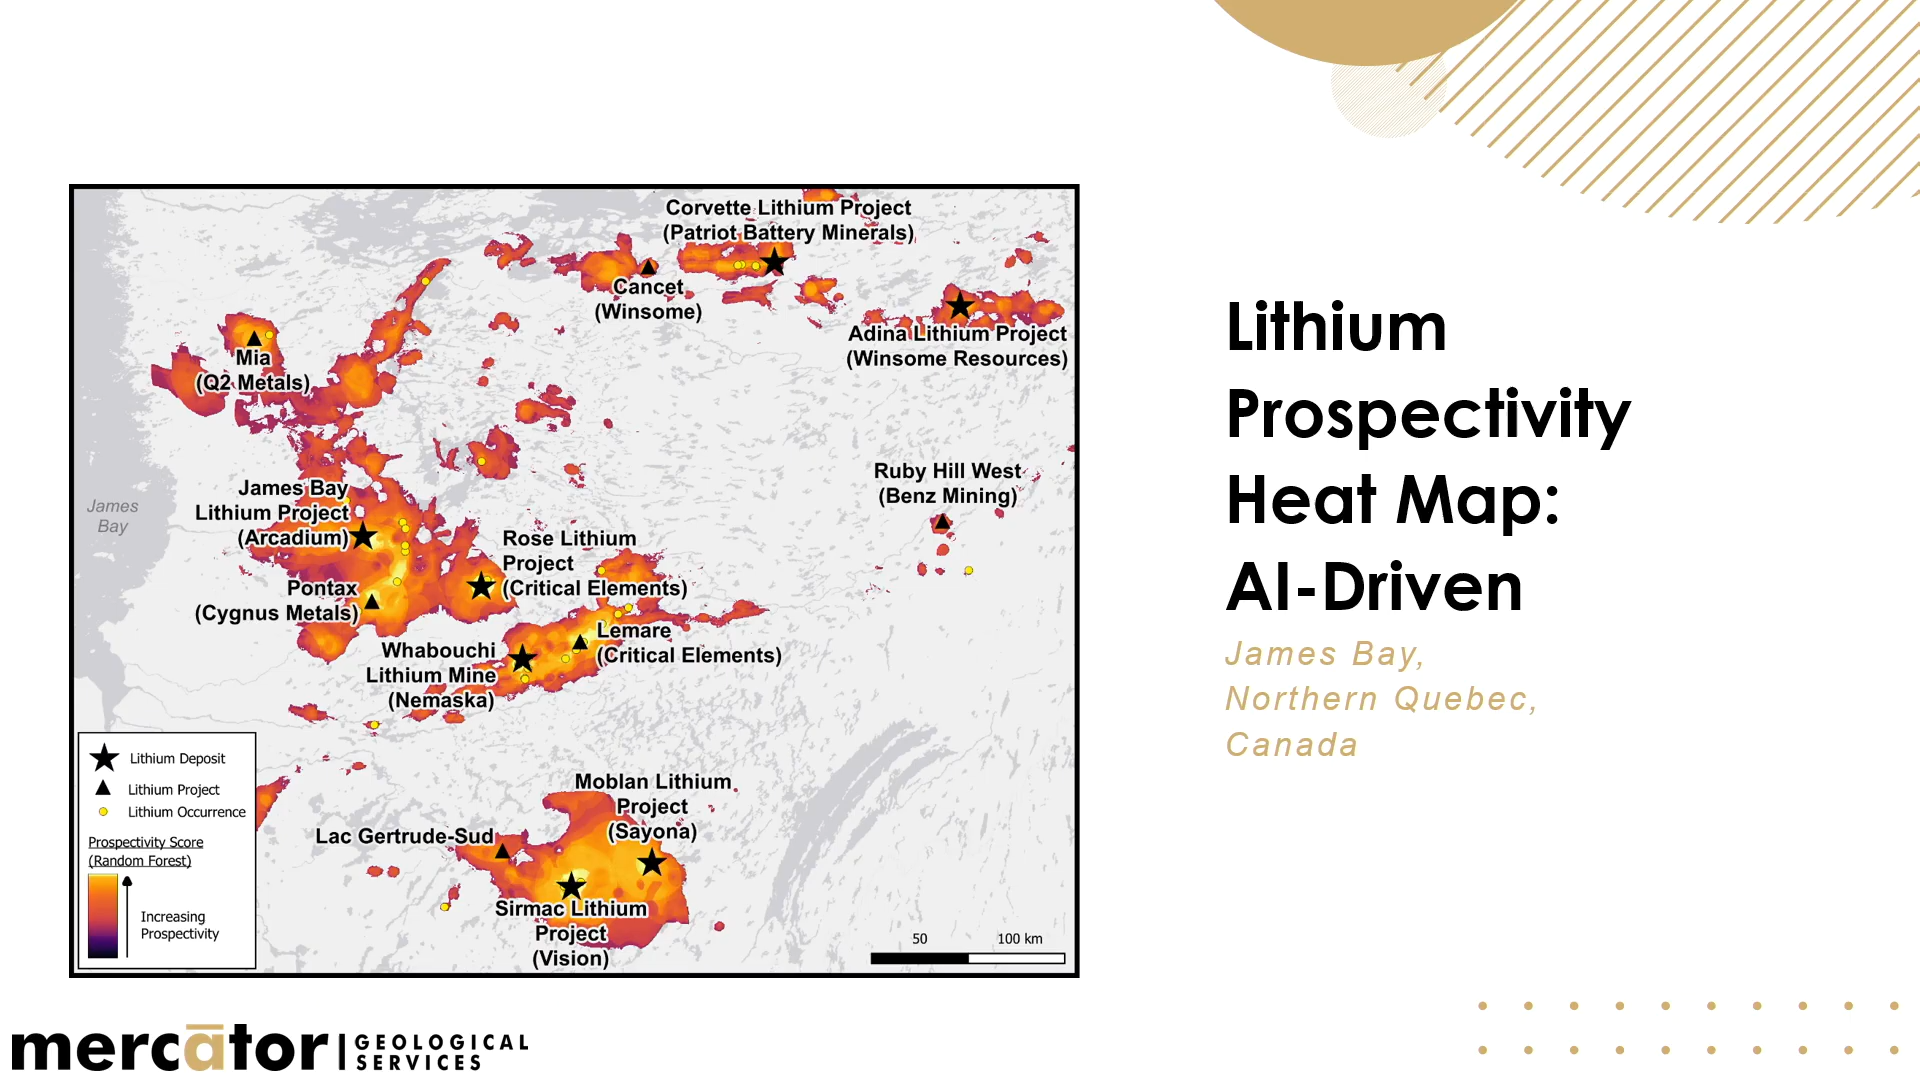 Corvette Lithium Project
(Patriot Battery Minerals)
Cancet
(Winsome)
Adina Lithium Project
(Winsome Resources)
Mia
(Q2 Metals)
Ruby Hill West
(Benz Mining)
James Bay
Lithium Project
(Arcadium)
James
Bay
Rose Lithium
Project
(Critical Elements)
Pontax
(Cygnus Metals)
Lemare
(Critical Elements)
Whabouchi
Lithium Mine
(Nemaska)
Moblan Lithium
Project
(Sayona)
Lac Gertrude-Sud
Sirmac Lithium
Project
(Vision)
Lithium Deposit
Lithium Project
Lithium Occurrence
Prospectivity Score
(Random Forest)
Increasing
Prospectivity
50 100 km
Lithium
Prospectivity
Heat Map:
AI-Driven
James Bay,
Northern Quebec,
Canada
mercātor
GEOLOGICAL
SERVICES